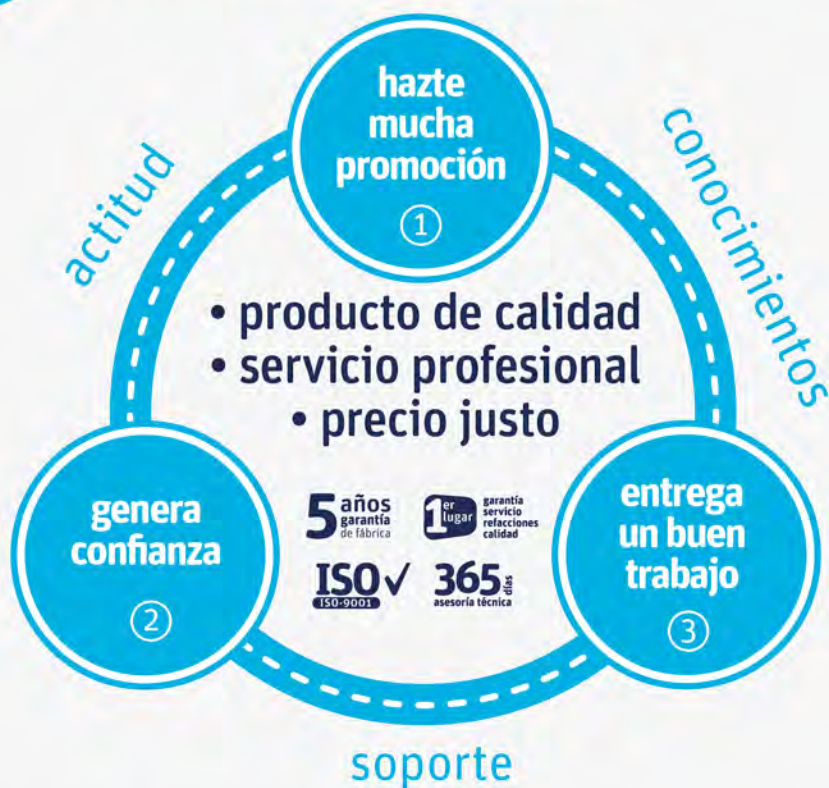 hazte
mucha
promoción
1
actitud
conocimientos
• producto de calidad
• servicio profesional
• precio justo
genera
confianza
2
5 años
garantía
de fábrica
1er
lugar
garantía
servicio
refacciones
calidad
ISO✓
ISO-9001
365 días
asesoría técnica
entrega
un buen
trabajo
3
soporte